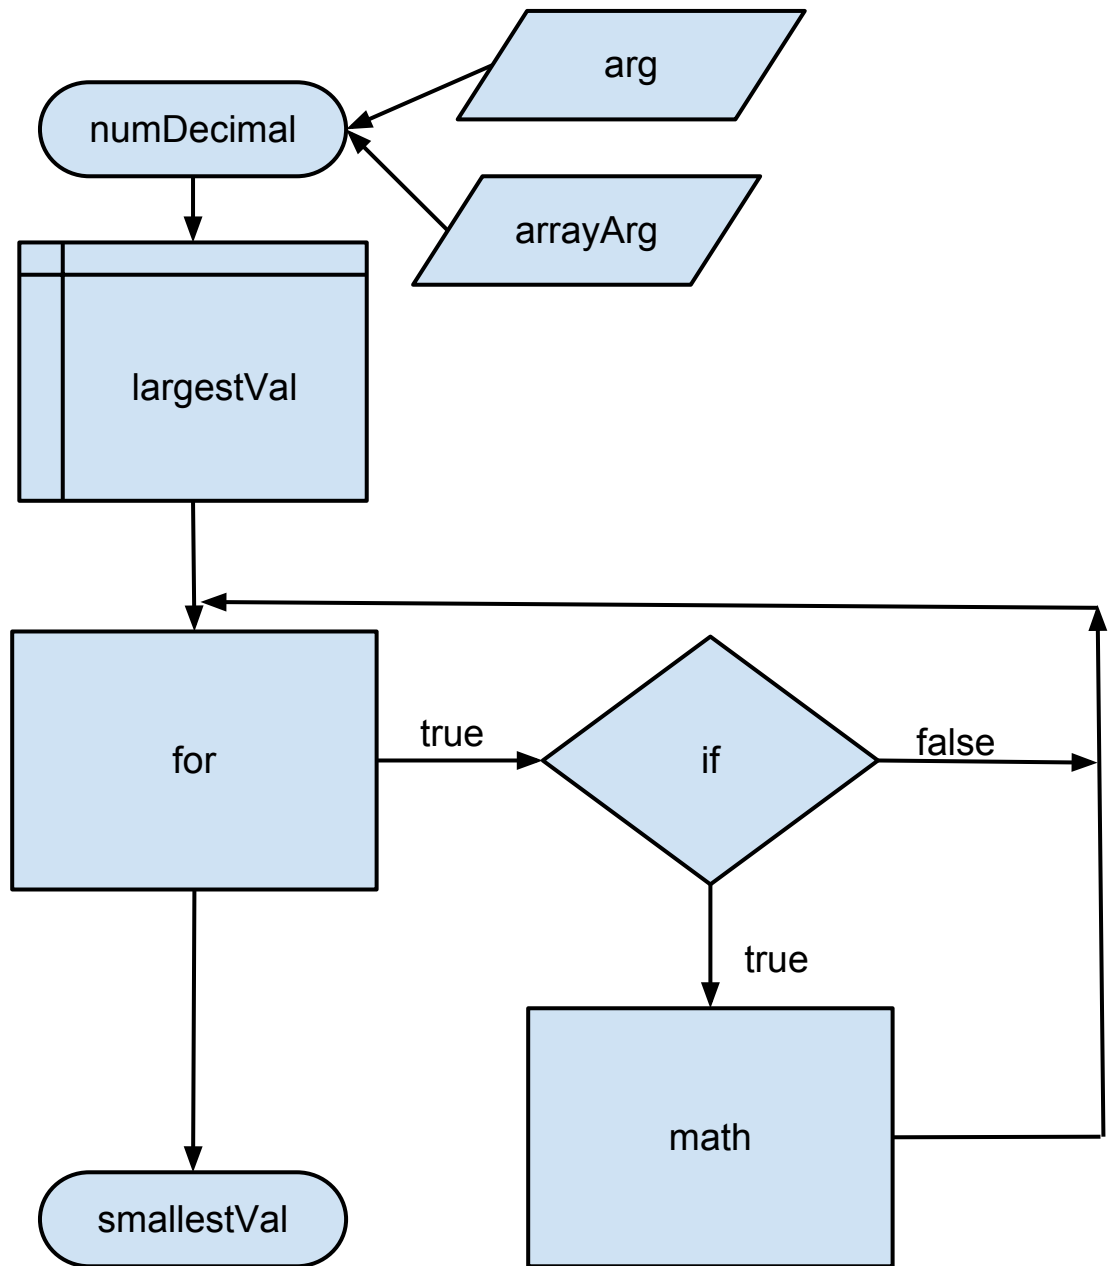 arg
numDecimal
arrayArg
largestVal
for
true
if
false
true
math
smallestVal